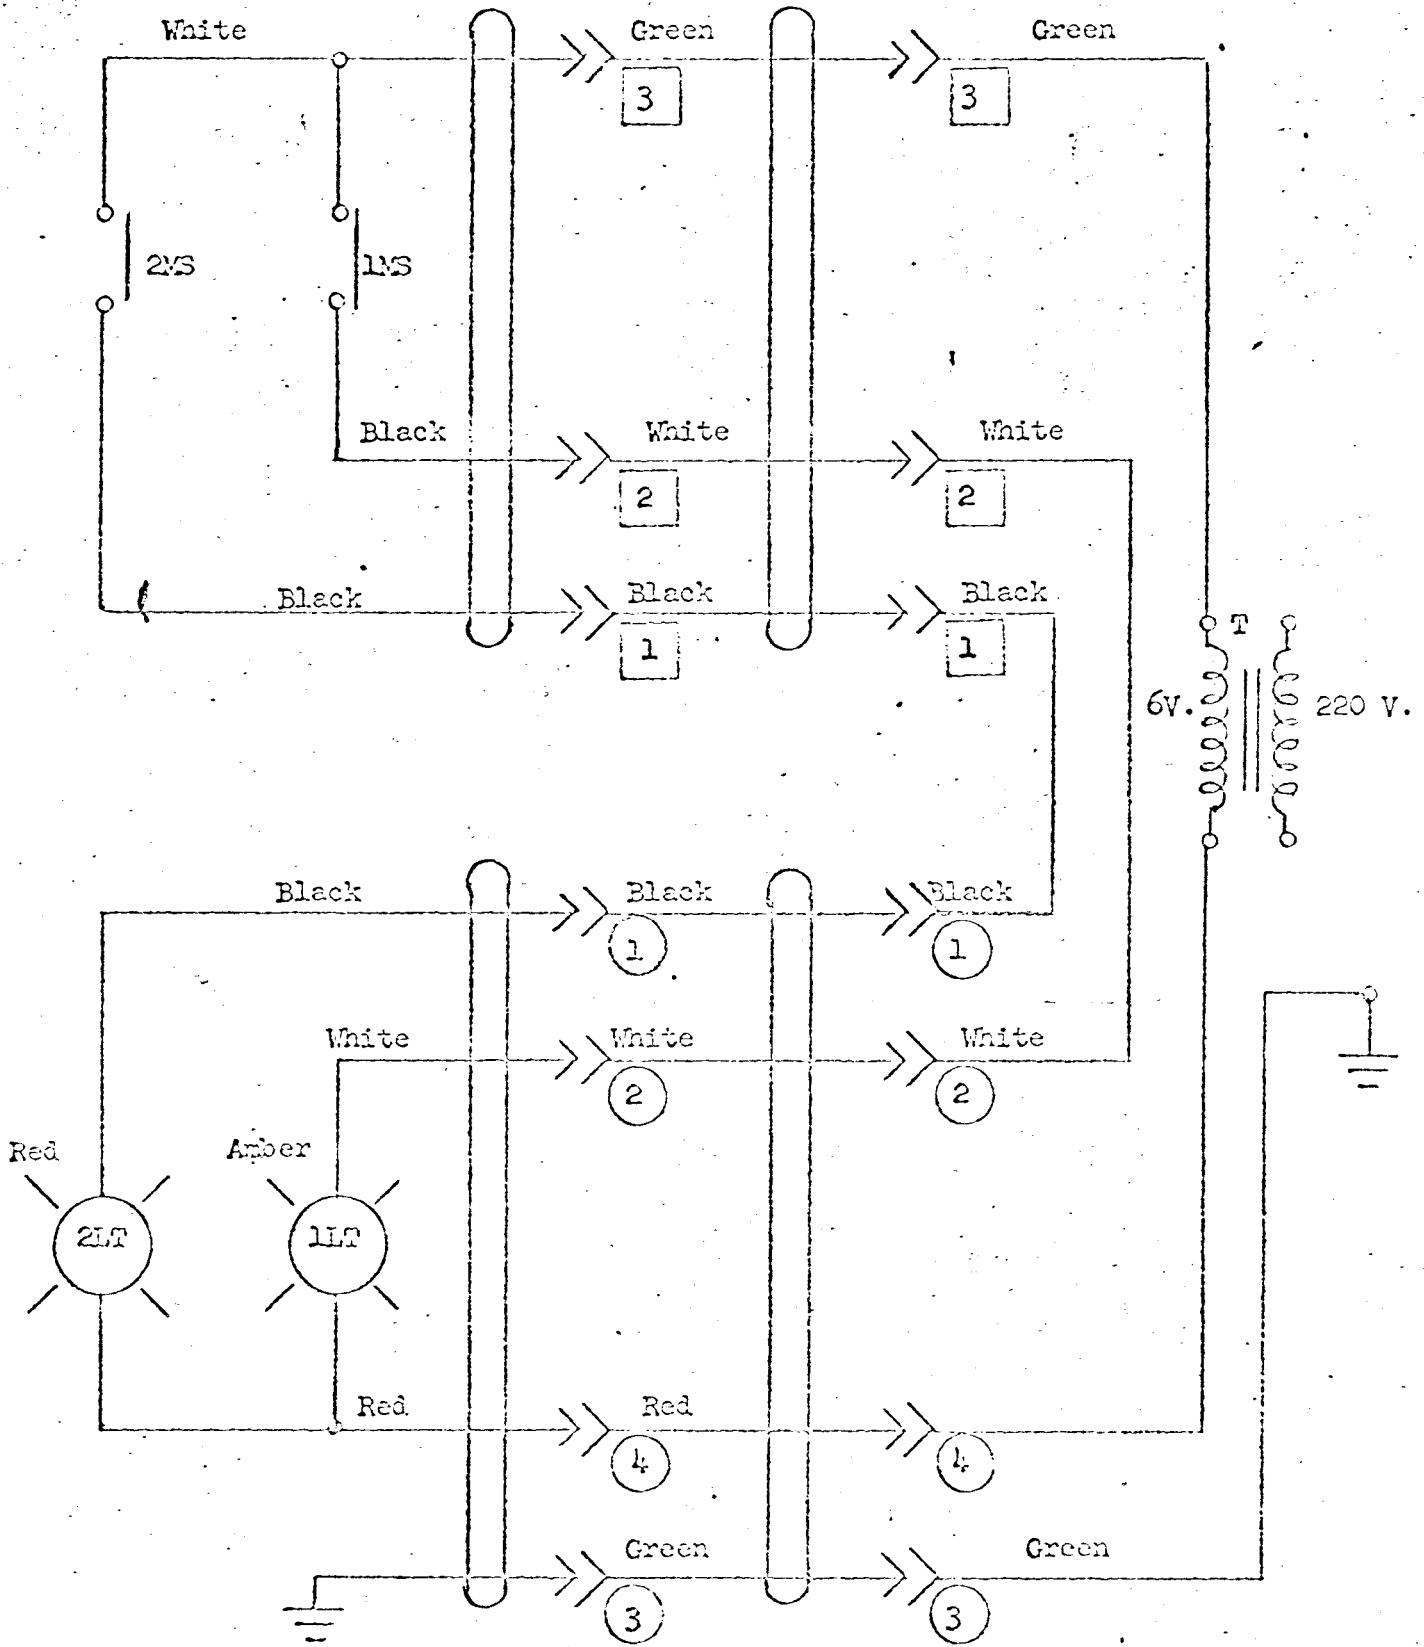 White
Green
Green
3
3
2MS
1MS
Black
White
White
2
2
Black
Black
Black
1
1
T
6V.
220 V.
Black
Black
Black
1
1
White
White
White
2
2
Red
Amber
2LT
1LT
Red
Red
4
4
Green
Green
3
3